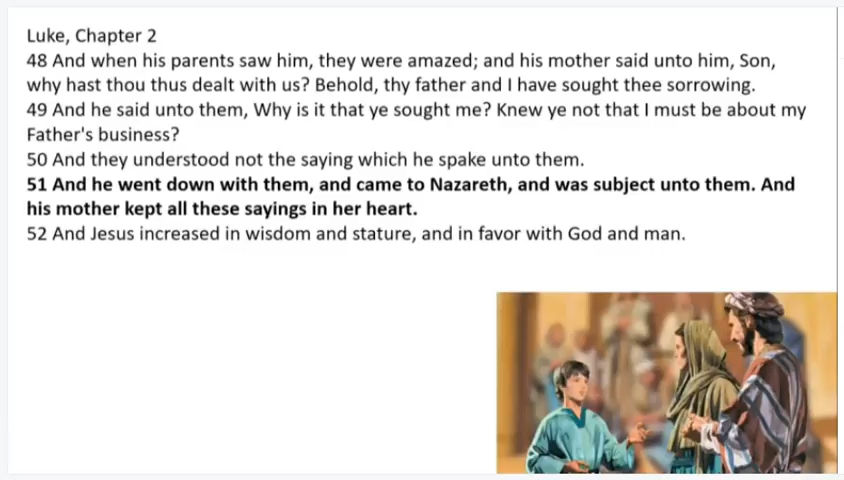 Luke, Chapter 2
48 And when his parents saw him, they were amazed; and his mother said unto him, Son,
why hast thou thus dealt with us? Behold, thy father and I have sought thee sorrowing.
49 And he said unto them, Why is it that ye sought me? Knew ye not that I must be about my
Father's business?
50 And they understood not the saying which he spake unto them.
51 And he went down with them, and came to Nazareth, and was subject unto them. And
his mother kept all these sayings in her heart.
52 And Jesus increased in wisdom and stature, and in favor with God and man.